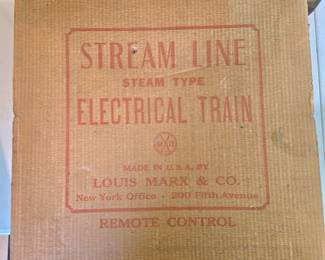 STREAM LINE
STEAM TYPE
ELECTRICAL TRAIN
MAR
MADE IN U.S.A. BY
LOUIS MARX & CO.
New York Office - 200 Fifth Avenue
REMOTE CONTROL